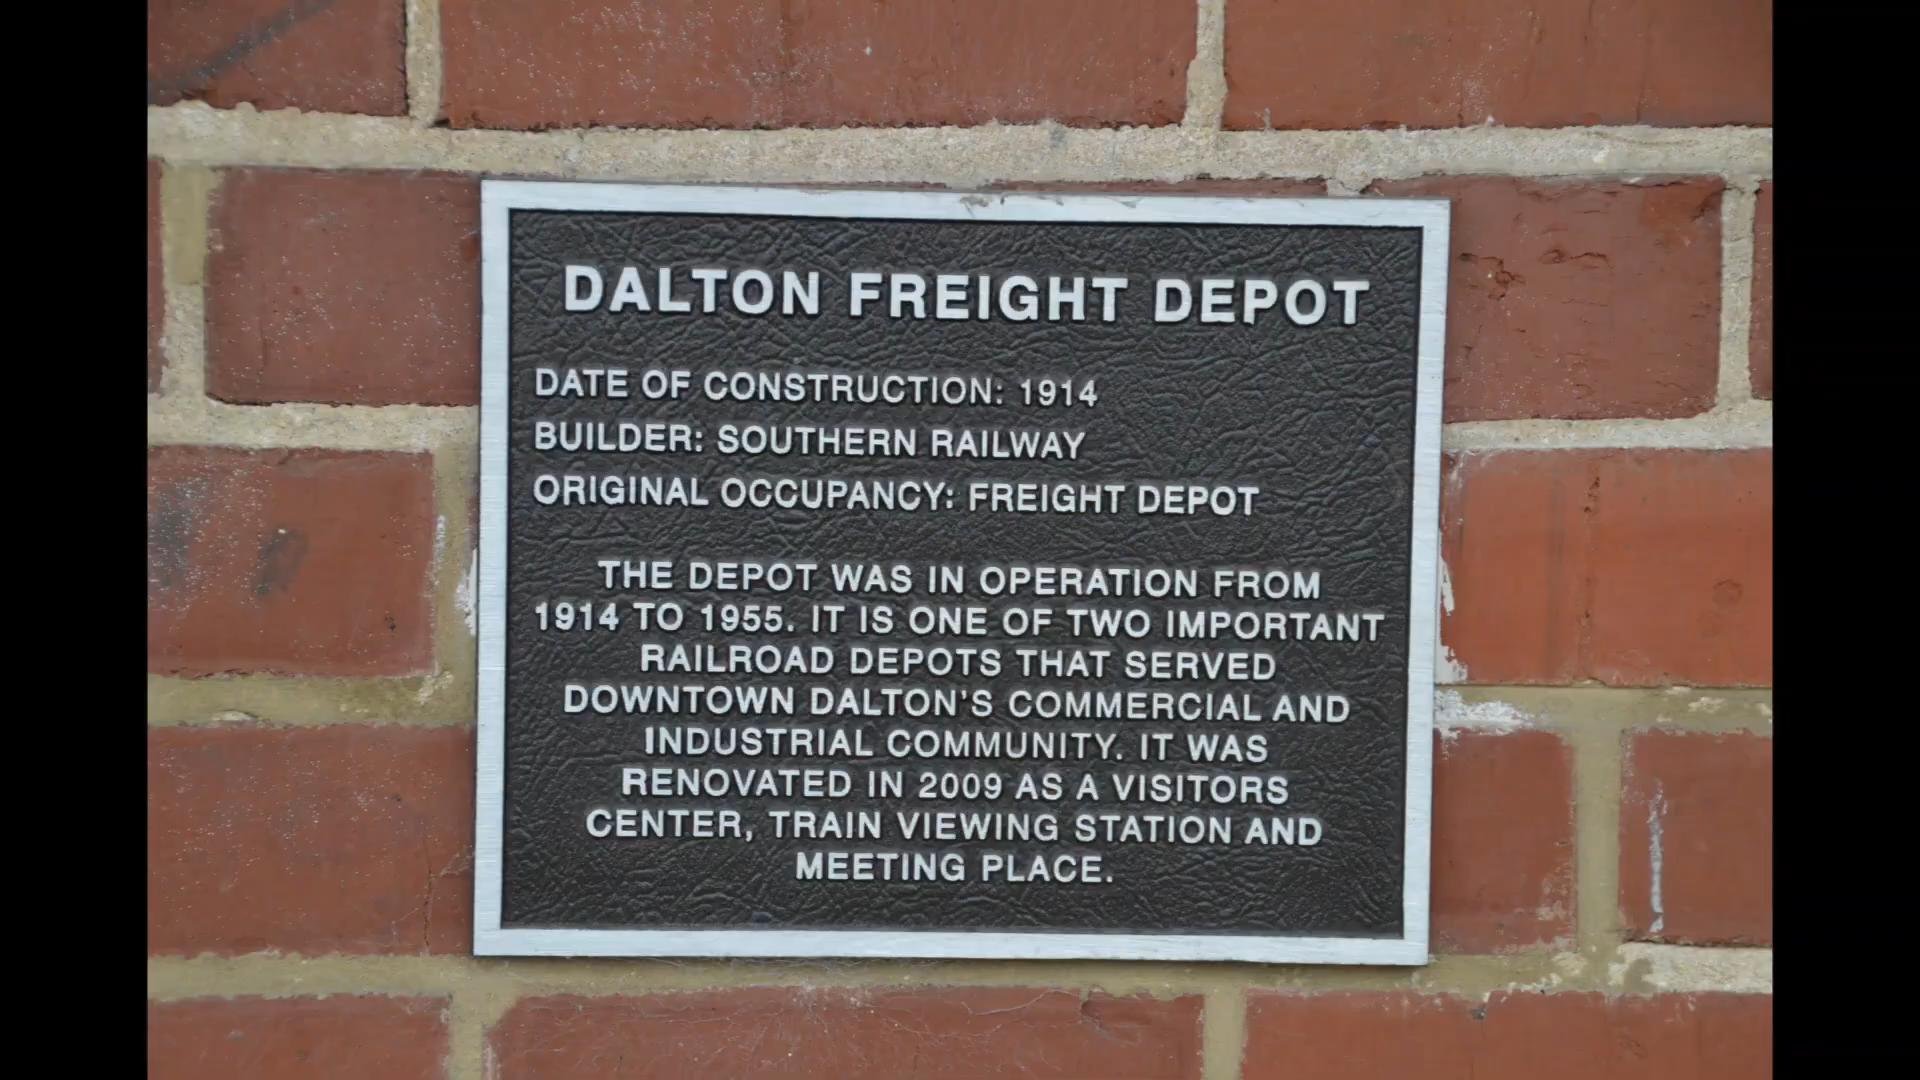 DALTON FREIGHT DEPOT
DATE OF CONSTRUCTION: 1914
BUILDER: SOUTHERN RAILWAY
ORIGINAL OCCUPANCY: FREIGHT DEPOT
THE DEPOT WAS IN OPERATION FROM
1914 TO 1955. IT IS ONE OF TWO IMPORTANT
RAILROAD DEPOTS THAT SERVED
DOWNTOWN DALTON'S COMMERCIAL AND
INDUSTRIAL COMMUNITY. IT WAS
RENOVATED IN 2009 AS A VISITORS
CENTER, TRAIN VIEWING STATION AND
MEETING PLACE.